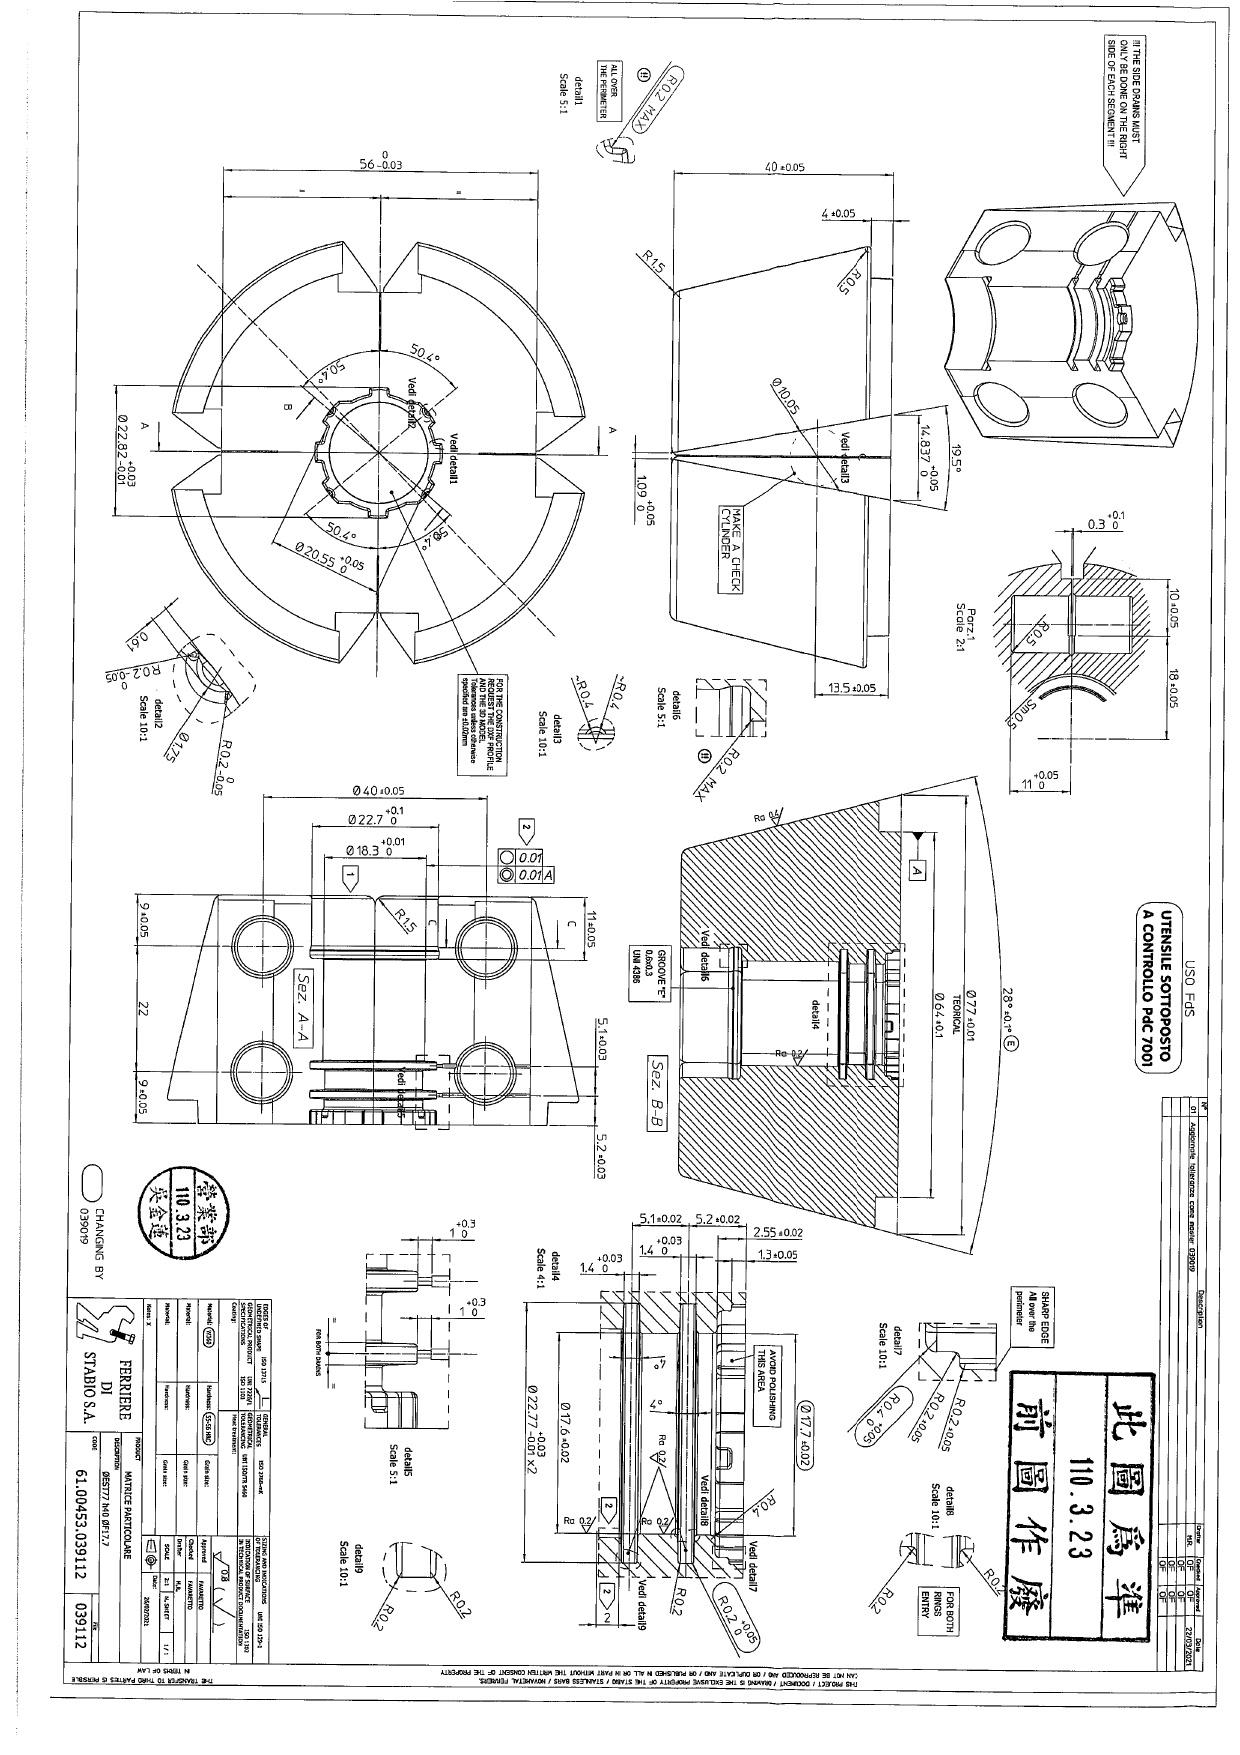 !!! THE SIDE DRAINS MUST
ONLY BE DONE ON THE RIGHT
SIDE OF EACH SEGMENT !!!
R0.2 MAX
(!!)
ALL OVER
THE PERIMETER
detail1
Scale 5:1
56 0 -0.03
=
=
50.4°
50.4°
50.4°
50.4°
Vedi detail2
Vedi detail1
B
A
A
Ø22.82 +0.03 -0.01
Ø20.55 +0.05 0
FOR THE CONSTRUCTION
REQUEST THE DXF PROFILE
AND THE 3D MODEL
Tolerances unless otherwise
specified are ±0.02mm
0.61
R0.2 0 -0.05
Ø1.75
R0.2 0 -0.05
detail2
Scale 10:1
40 ±0.05
4 ±0.05
R1.5
R0.5
Ø10.05
Vedi detail3
14.837 +0.05 0
19.5°
1.09 +0.05 0
MAKE A CHECK
CYLINDER
13.5 ±0.05
~R0.4
~R0.4
detail3
Scale 10:1
detail6
Scale 5:1
R0.2 MAX
(!!)
0.3 +0.1 0
10 ±0.05
18 ±0.05
R0.5
Sm0.5
11 +0.05 0
Parz.1
Scale 2:1
Ø40 ±0.05
Ø22.7 +0.1 0
Ø18.3 +0.01 0
2
0.01
0.01 A
1
R1.5
C
C
9 ±0.05
22
9 ±0.05
11 ±0.05
5.1 ±0.03
5.2 ±0.03
Sez. A-A
Vedi detail5
Ra 0.4
A
Vedi detail6
GROOVE "E"
0.6x0.3
UNI 4386
detail4
Ra 0.2
Sez. B-B
Ø64 ±0.1
TEORICAL
Ø77 ±0.01
28° ±0.1° (E)
USO FdS
UTENSILE SOTTOPOSTO
A CONTROLLO PdC 7001
N°
Description
Drafter
Checked
Approved
Date
01
Aggiornate tolleranze come master 039019
MR
OF
OF
22/03/2021
OF
OF
CHANGING BY
039019
營業部
110.3.23
吳金蓮
1 +0.3 0
1 +0.3 0
=
=
FOR BOTH DRAINS
detail5
Scale 5:1
detail4
Scale 4:1
5.1 ±0.02
5.2 ±0.02
2.55 ±0.02
1.3 ±0.05
1.4 +0.03 0
1.4 +0.03 0
4°
4°
Ø22.77 +0.03 -0.01 x2
Ø17.6 ±0.02
Ø17.7 ±0.02
AVOID POLISHING
THIS AREA
Ra 0.2
Ra 0.2
Ra 0.2
2
2
2
R0.4
Vedi detail8
Vedi detail7
Vedi detail9
R0.2
R0.2 +0.05 0
detail9
Scale 10:1
R0.2
R0.2
SHARP EDGE
All over the
perimeter
detail7
Scale 10:1
R0.2 ±0.05
R0.2 ±0.05
R0.4 0 ±0.05
detail8
Scale 10:1
R0.2
R0.2
FOR BOTH
RINGS
ENTRY
此圖為準
110.3.23
前圖作廢
FERRIERE
DI
STABIO S.A.
EDGES OF
UNDEFINED SHAPE ISO 13715
GEOMETRICAL PRODUCT
SPECIFICATIONS
ISO 1101
GENERAL
TOLERANCES
ISO 2768-mK
GEOMETRICAL
TOLERANCING
UNI ISO/TR 5460
UNI ISO 129-1
INDICATION OF SURFACE
IN TECHNICAL PRODUCT DOCUMENTATION
ISO 1302
Coating:
Heat treatment:
Material:
Hardness:
55-56 HRC
Grain size:
Material:
Hardness:
Grain size:
Material:
Hardness:
Grain size:
Notes: X
0.8
Approved
FAVARETTO
Checked
FAVARETTO
Drafter
M.R.
SCALE
2:1
N. SHEET
1/1
Date:
26/02/2021
PRODUCT
MATRICE PARTICOLARE
DESCRIPTION
ØEST77 h40 ØF17.7
CODE
61.00453.039112
039112
THIS PROJECT / DOCUMENT / DRAWING IS THE EXCLUSIVE PROPERTY OF THE STABIO / STAINLESS BARS / NOVAMETAL FERRIERS.
CAN NOT BE REPRODUCED AND / OR DUPLICATE AND / OR PUBLISHED IN ALL OR IN PART WITHOUT THE WRITTEN CONSENT OF THE PROPERTY
THE TRANSFER TO THIRD PARTIES IS PERSIBLE
IN TERMS OF LAW